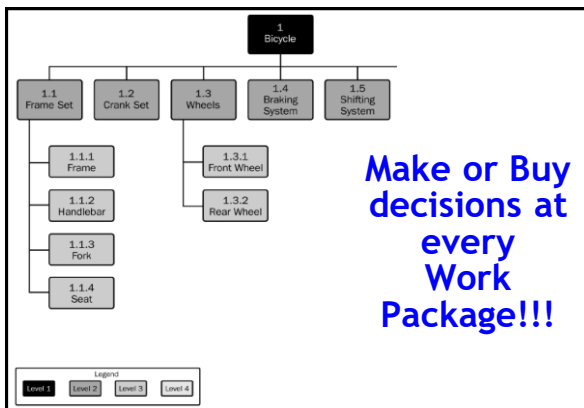 1
Bicycle
1.1
Frame Set
1.2
Crank Set
1.3
Wheels
1.4
Braking
System
1.5
Shifting
System
1.1.1
Frame
1.1.2
Handlebar
1.1.3
Fork
1.1.4
Seat
1.3.1
Front Wheel
1.3.2
Rear Wheel
Make or Buy
decisions at
every
Work
Package!!!
Legend
Level 1
Level 2
Level 3
Level 4